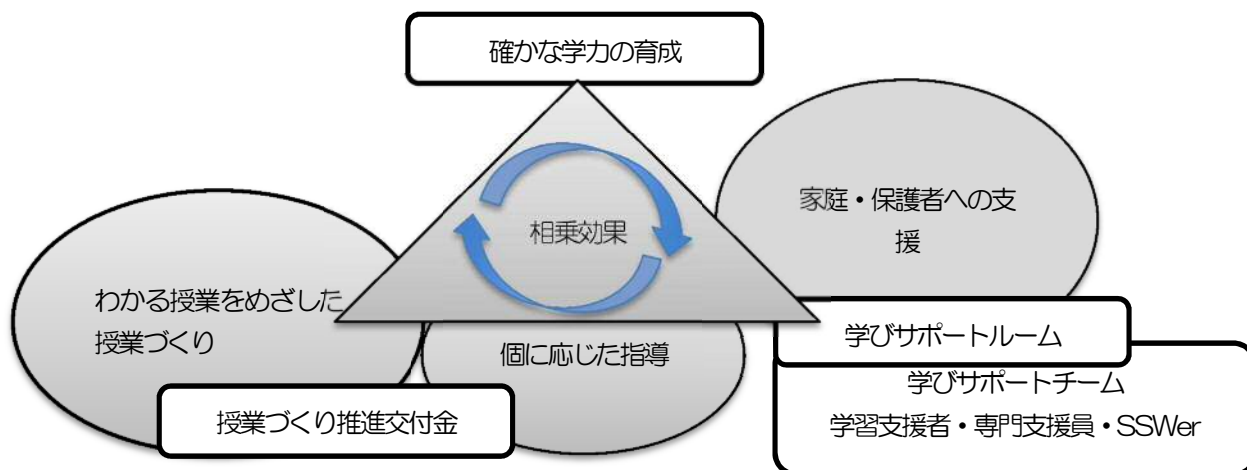 確かな学力の育成
家庭・保護者への支
援
相乗効果
わかる授業をめざした
授業づくり
個に応じた指導
学びサポートルーム
学びサポートチーム
学習支援者・専門支援員・SSWer
授業づくり推進交付金